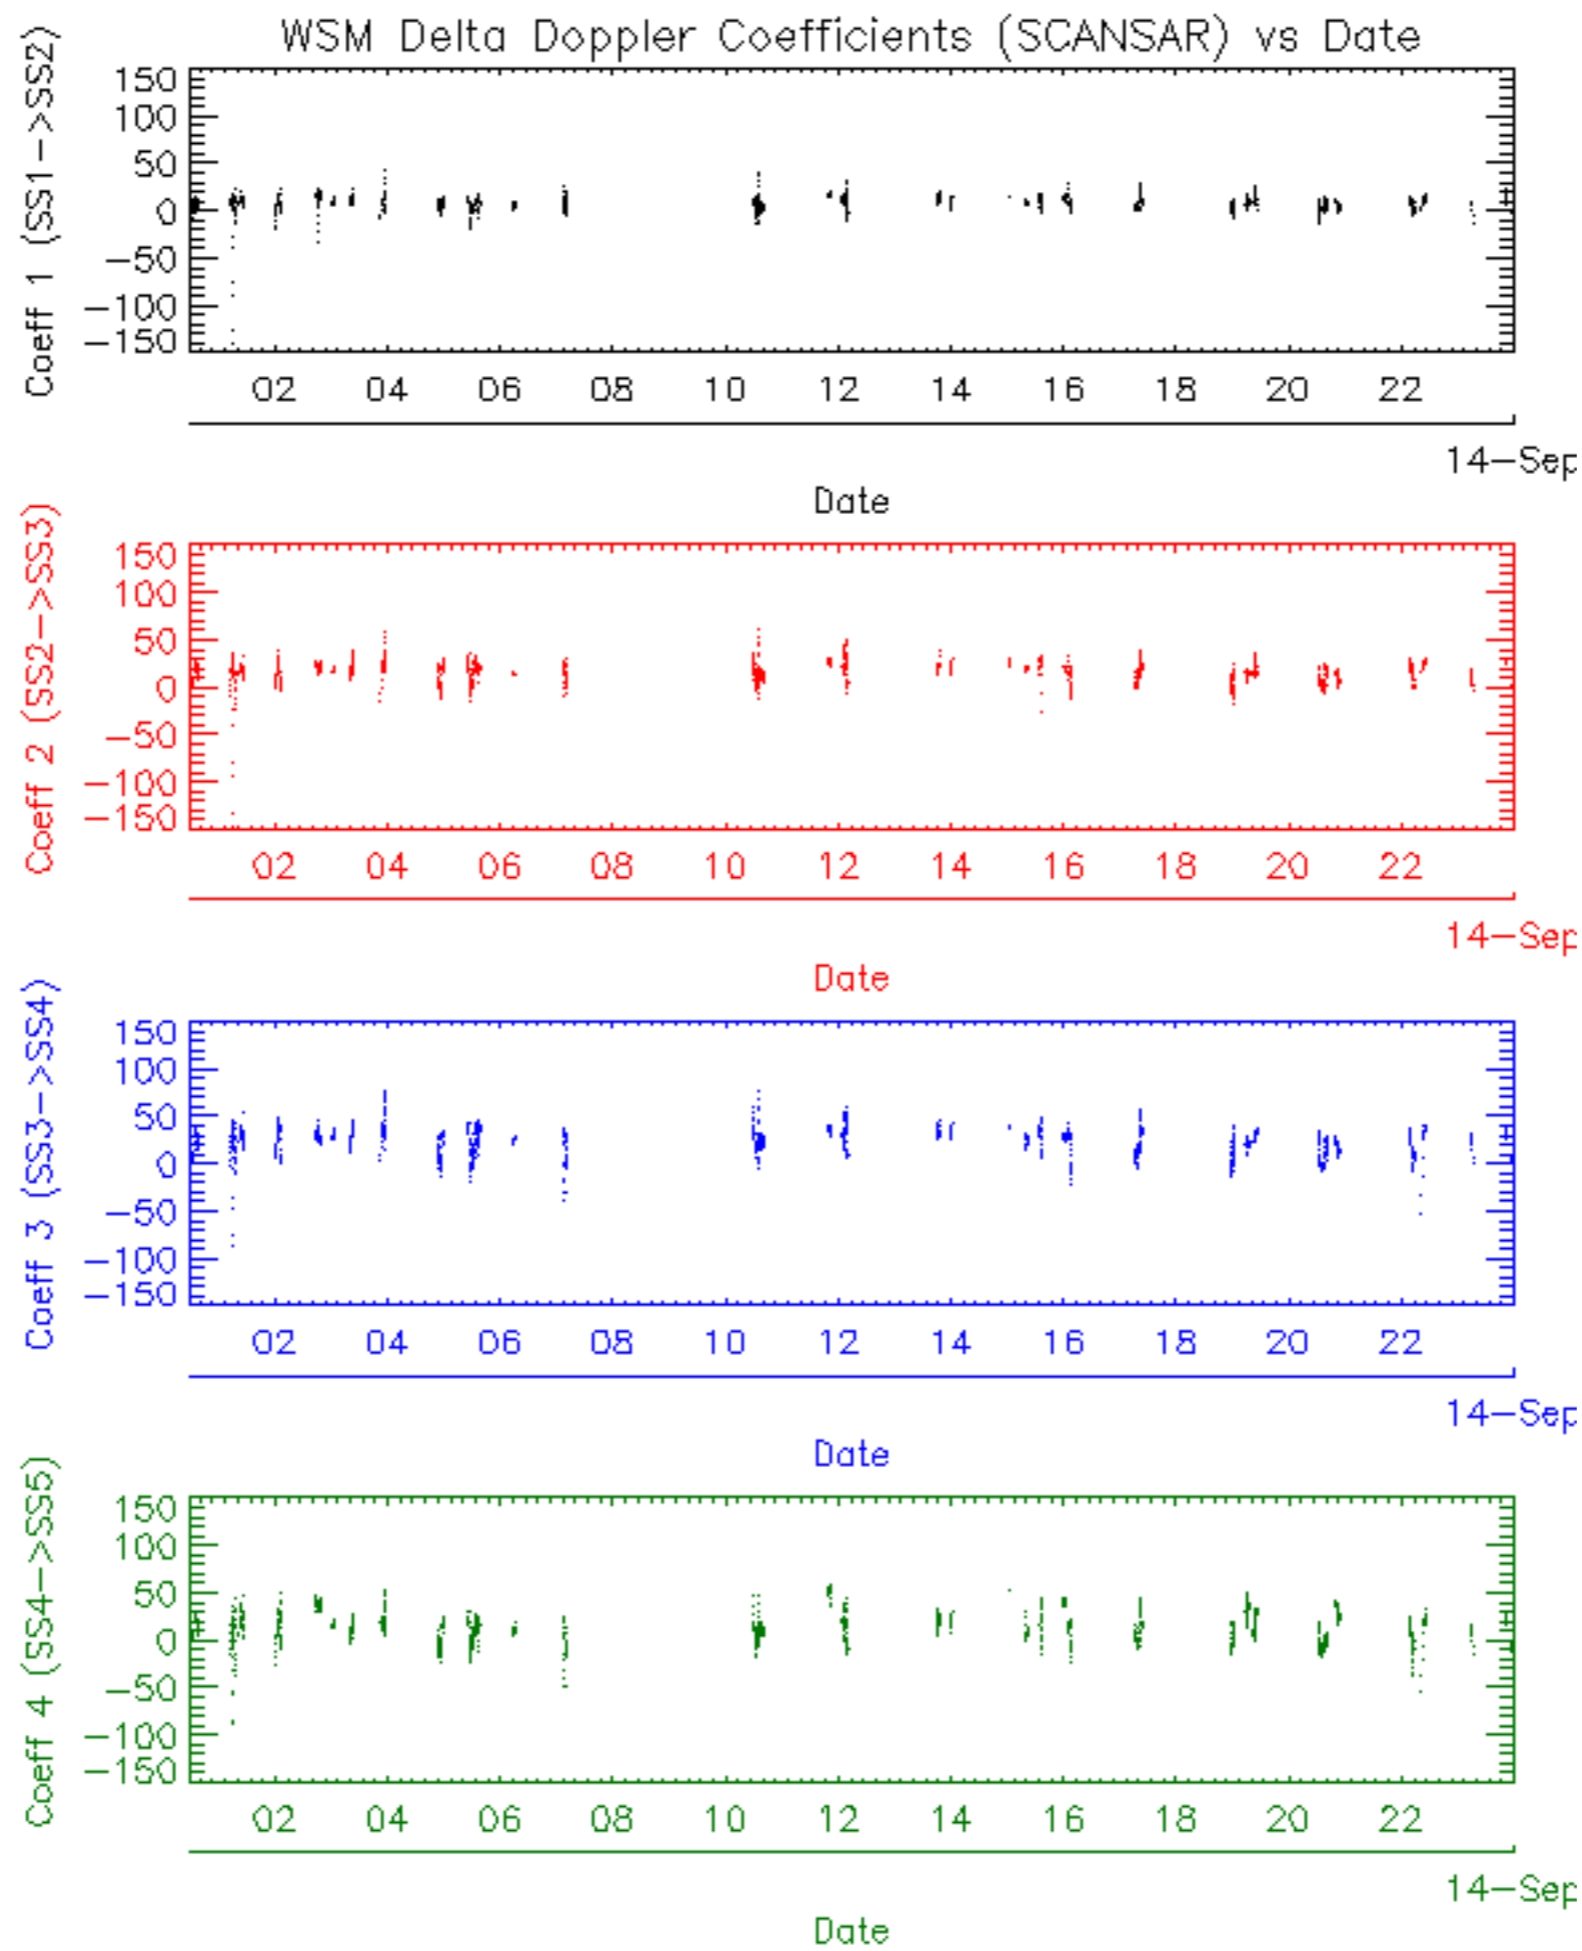 WSM Delta Doppler Coefficients (SCANSAR) vs Date
Coeff 1 (SS1->SS2)
150
100
50
0
-50
-100
-150
02 04 06 08 10 12 14 16 18 20 22
14-Sep
Date
Coeff 2 (SS2->SS3)
150
100
50
0
-50
-100
-150
02 04 06 08 10 12 14 16 18 20 22
14-Sep
Date
Coeff 3 (SS3->SS4)
150
100
50
0
-50
-100
-150
02 04 06 08 10 12 14 16 18 20 22
14-Sep
Date
Coeff 4 (SS4->SS5)
150
100
50
0
-50
-100
-150
02 04 06 08 10 12 14 16 18 20 22
14-Sep
Date